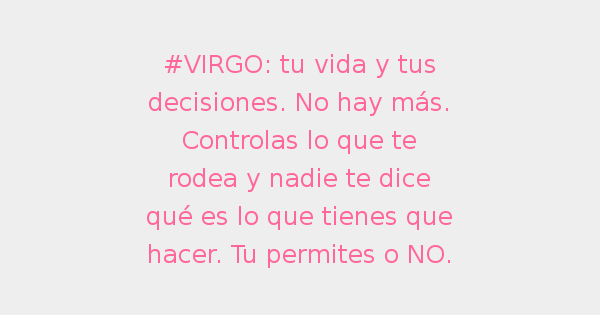 #VIRGO: tu vida y tus
decisiones. No hay más.
Controlas lo que te
rodea y nadie te dice
qué es lo que tienes que
hacer. Tu permites o NO.